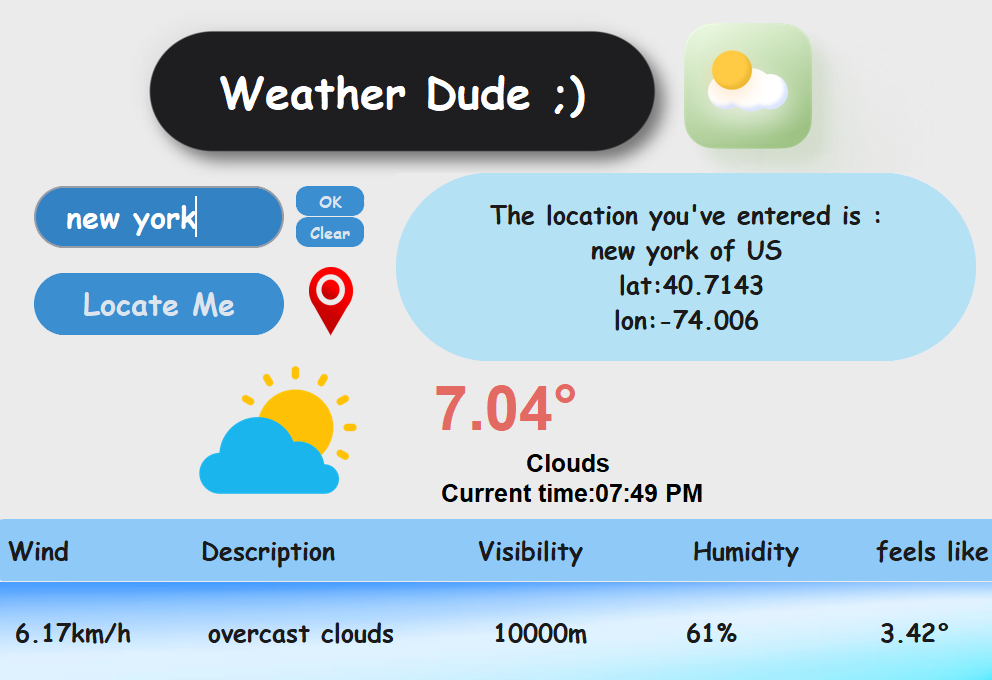 Weather Dude ;)
new york
OK
Clear
Locate Me
The location you've entered is :
new york of US
lat:40.7143
lon:-74.006
7.04°
Clouds
Current time:07:49 PM
Wind Description Visibility Humidity feels like
6.17km/h overcast clouds 10000m 61% 3.42°